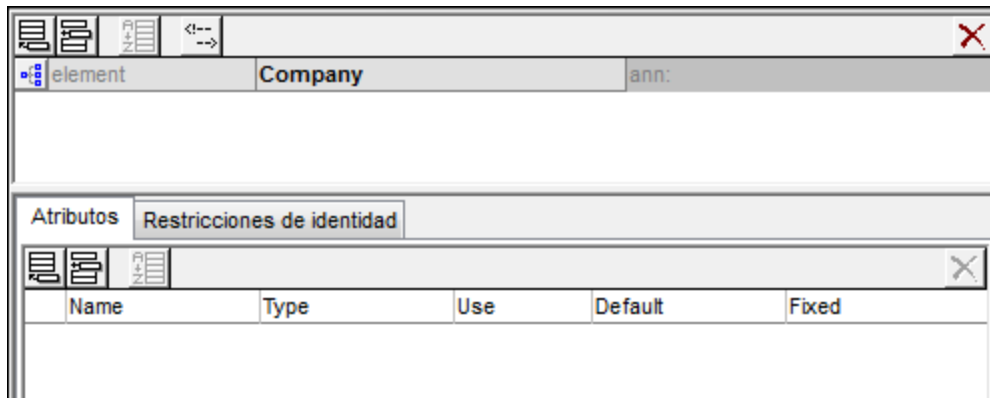 <!--
-->
element Company ann:
Atributos Restricciones de identidad
Name Type Use Default Fixed